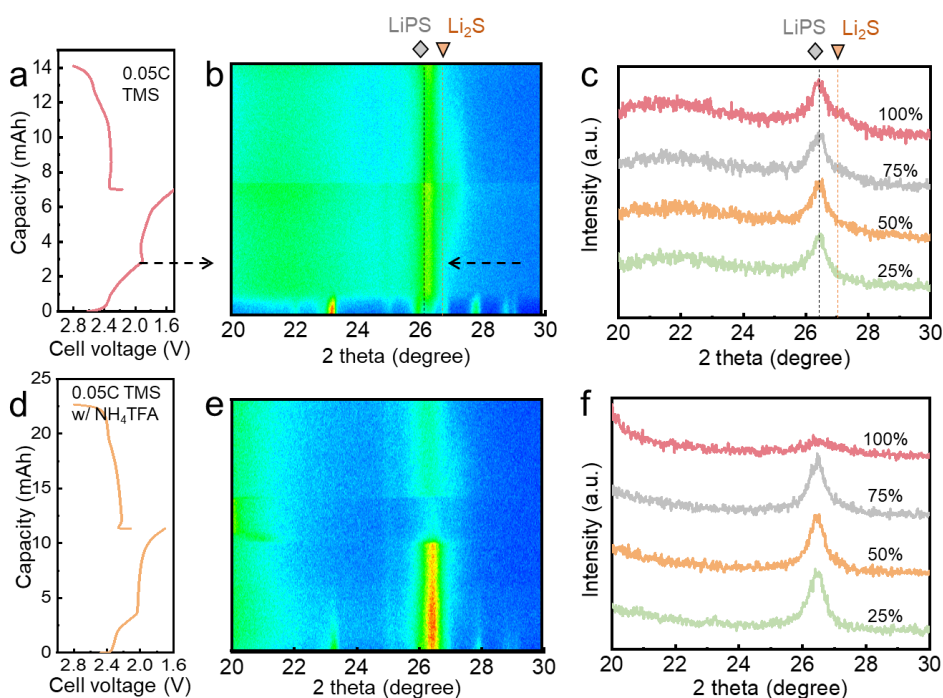 LiPS Li₂S
LiPS Li₂S
a
0.05C
TMS
14
12
10
8
6
4
2
0
Capacity (mAh)
2.8 2.4 2.0 1.6
Cell voltage (V)
b
20 22 24 26 28 30
2 theta (degree)
c
100%
75%
50%
25%
Intensity (a.u.)
20 22 24 26 28 30
2 theta (degree)
d
0.05C TMS
w/ NH₄TFA
25
20
15
10
5
0
Capacity (mAh)
2.8 2.4 2.0 1.6
Cell voltage (V)
e
20 22 24 26 28 30
2 theta (degree)
f
100%
75%
50%
25%
Intensity (a.u.)
20 22 24 26 28 30
2 theta (degree)